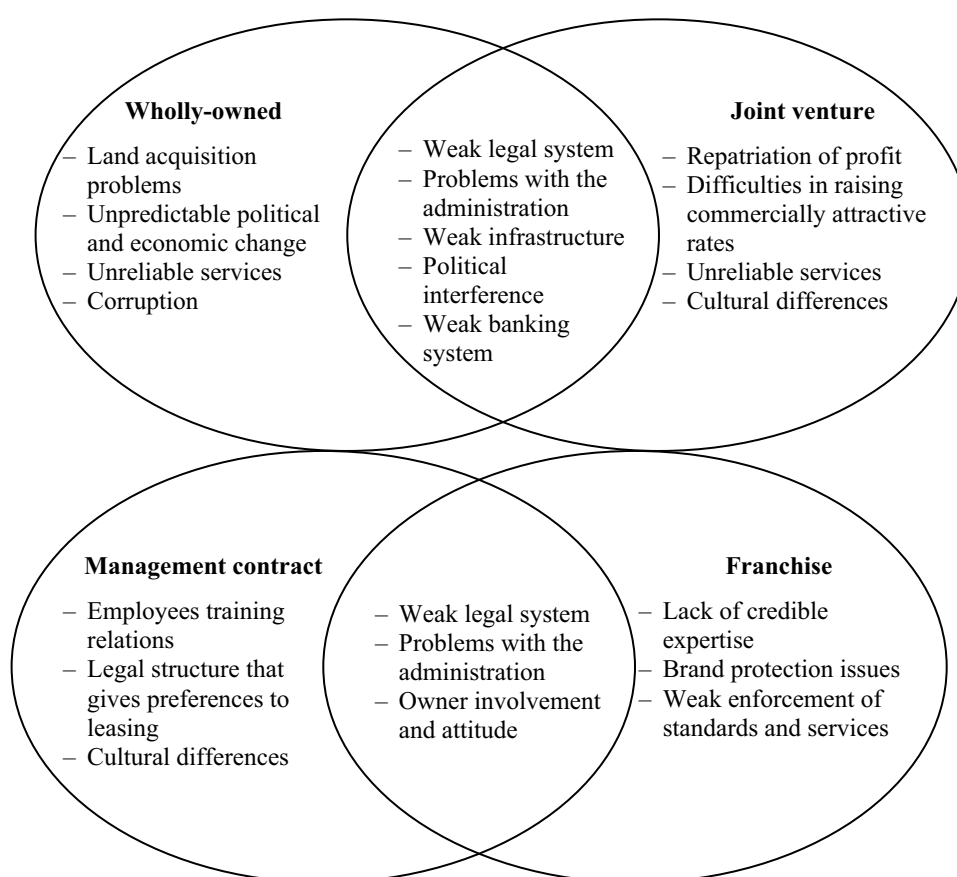 Wholly-owned
– Land acquisition
problems
– Unpredictable political
and economic change
– Unreliable services
– Corruption
– Weak legal system
– Problems with the
administration
– Weak infrastructure
– Political
interference
– Weak banking
system
Joint venture
– Repatriation of profit
– Difficulties in raising
commercially attractive
rates
– Unreliable services
– Cultural differences
Management contract
– Employees training
relations
– Legal structure that
gives preferences to
leasing
– Cultural differences
– Weak legal system
– Problems with the
administration
– Owner involvement
and attitude
Franchise
– Lack of credible
expertise
– Brand protection issues
– Weak enforcement of
standards and services